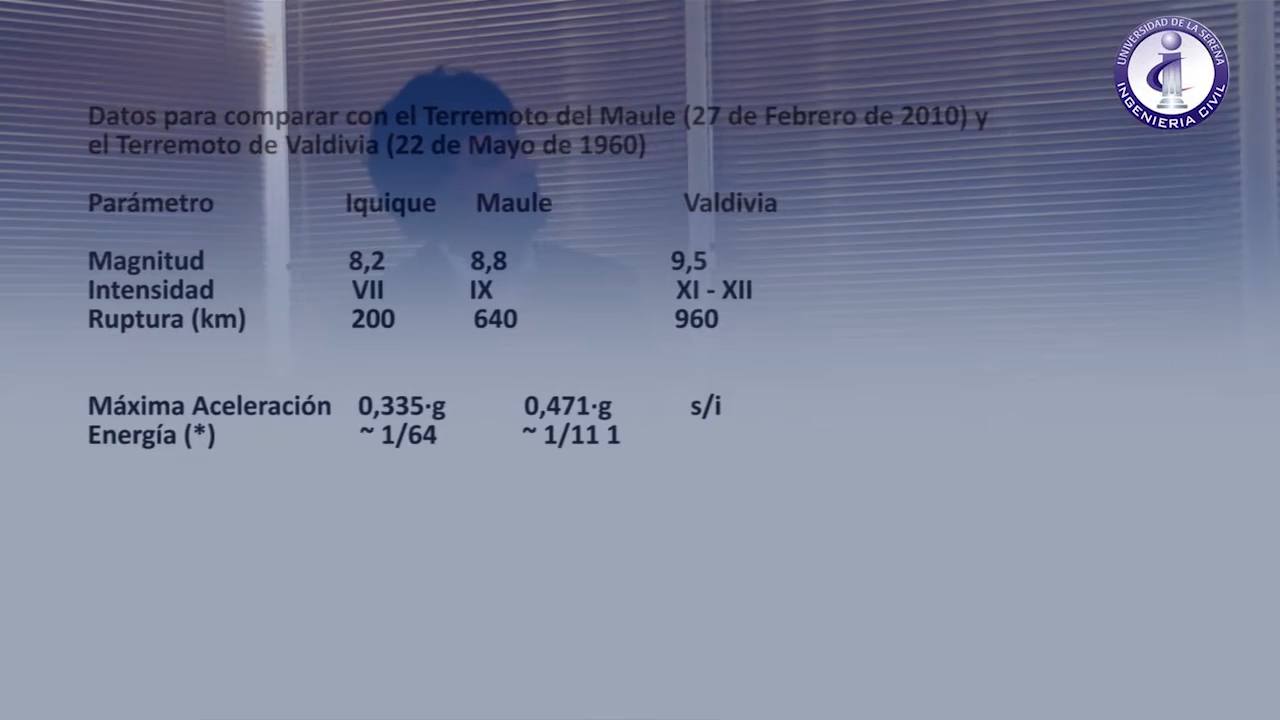 Datos para comparar con el Terremoto del Maule (27 de Febrero de 2010) y
el Terremoto de Valdivia (22 de Mayo de 1960)
Parámetro Iquique Maule Valdivia
Magnitud 8,2 8,8 9,5
Intensidad VII IX XI - XII
Ruptura (km) 200 640 960
Máxima Aceleración 0,335·g 0,471·g s/i
Energía (*) ~ 1/64 ~ 1/11 1
UNIVERSIDAD DE LA SERENA
INGENIERIA CIVIL